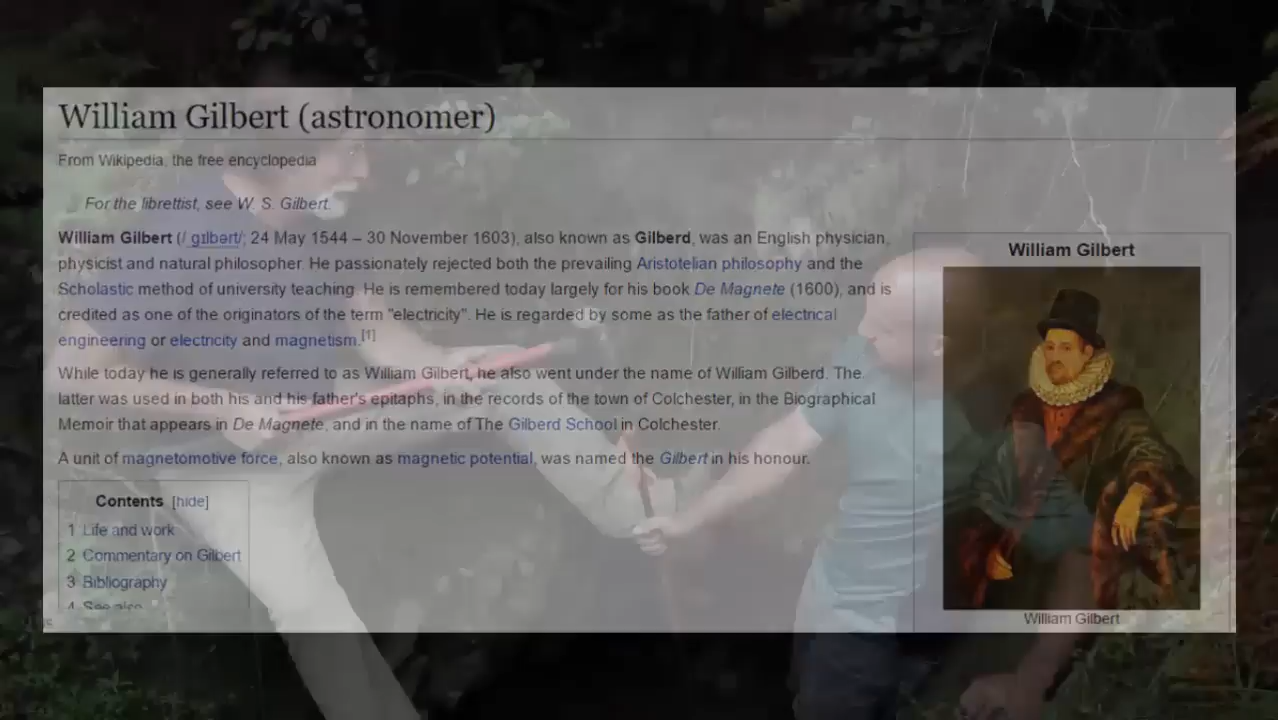 William Gilbert (astronomer)
From Wikipedia, the free encyclopedia
For the librettist, see W. S. Gilbert.
William Gilbert (/ˈɡɪlbərt/; 24 May 1544 – 30 November 1603), also known as Gilberd, was an English physician,
physicist and natural philosopher. He passionately rejected both the prevailing Aristotelian philosophy and the
Scholastic method of university teaching. He is remembered today largely for his book De Magnete (1600), and is
credited as one of the originators of the term "electricity". He is regarded by some as the father of electrical
engineering or electricity and magnetism.[1]
While today he is generally referred to as William Gilbert, he also went under the name of William Gilberd. The
latter was used in both his and his father's epitaphs, in the records of the town of Colchester, in the Biographical
Memoir that appears in De Magnete, and in the name of The Gilberd School in Colchester.
A unit of magnetomotive force, also known as magnetic potential, was named the Gilbert in his honour.
Contents [hide]
1 Life and work
2 Commentary on Gilbert
3 Bibliography
4 See also
William Gilbert
William Gilbert